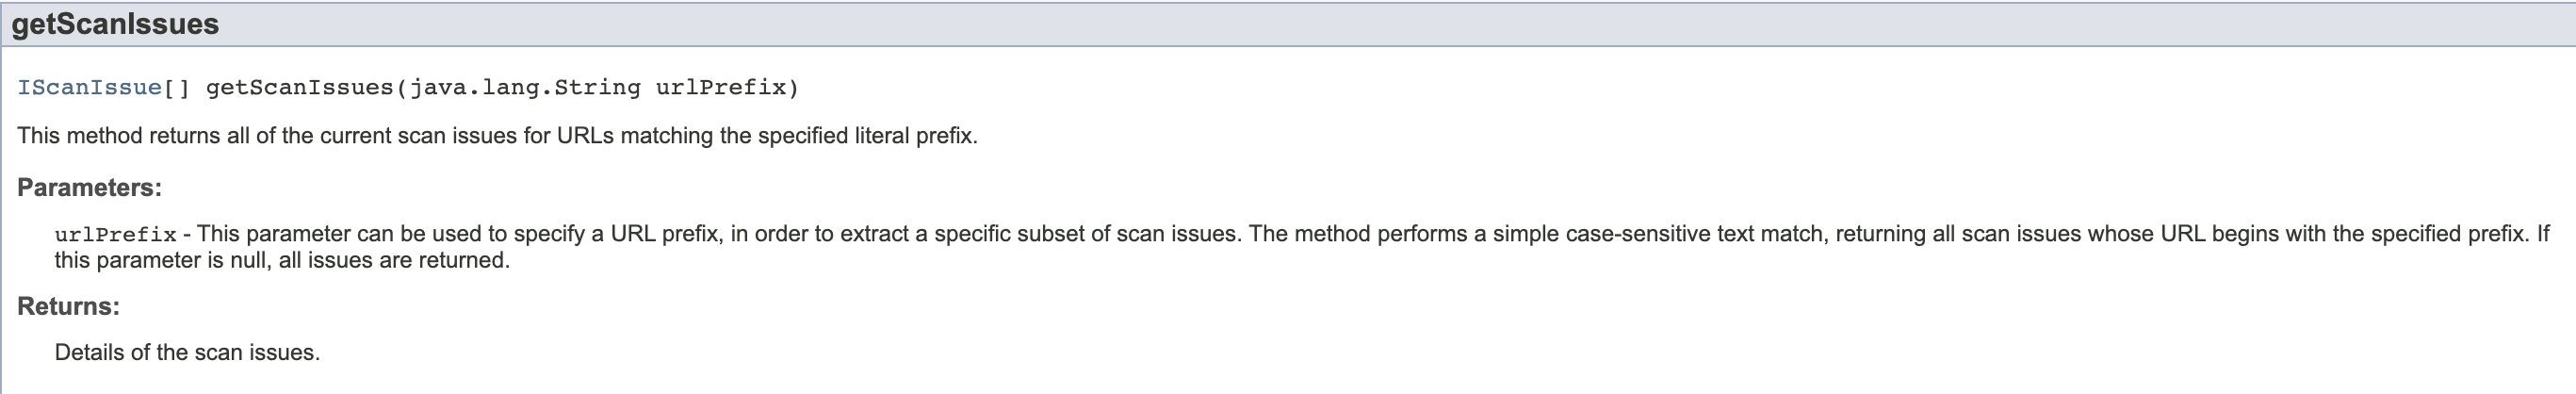 getScanIssues
IScanIssue[] getScanIssues(java.lang.String urlPrefix)
This method returns all of the current scan issues for URLs matching the specified literal prefix.
Parameters:
urlPrefix - This parameter can be used to specify a URL prefix, in order to extract a specific subset of scan issues. The method performs a simple case-sensitive text match, returning all scan issues whose URL begins with the specified prefix. If
this parameter is null, all issues are returned.
Returns:
Details of the scan issues.